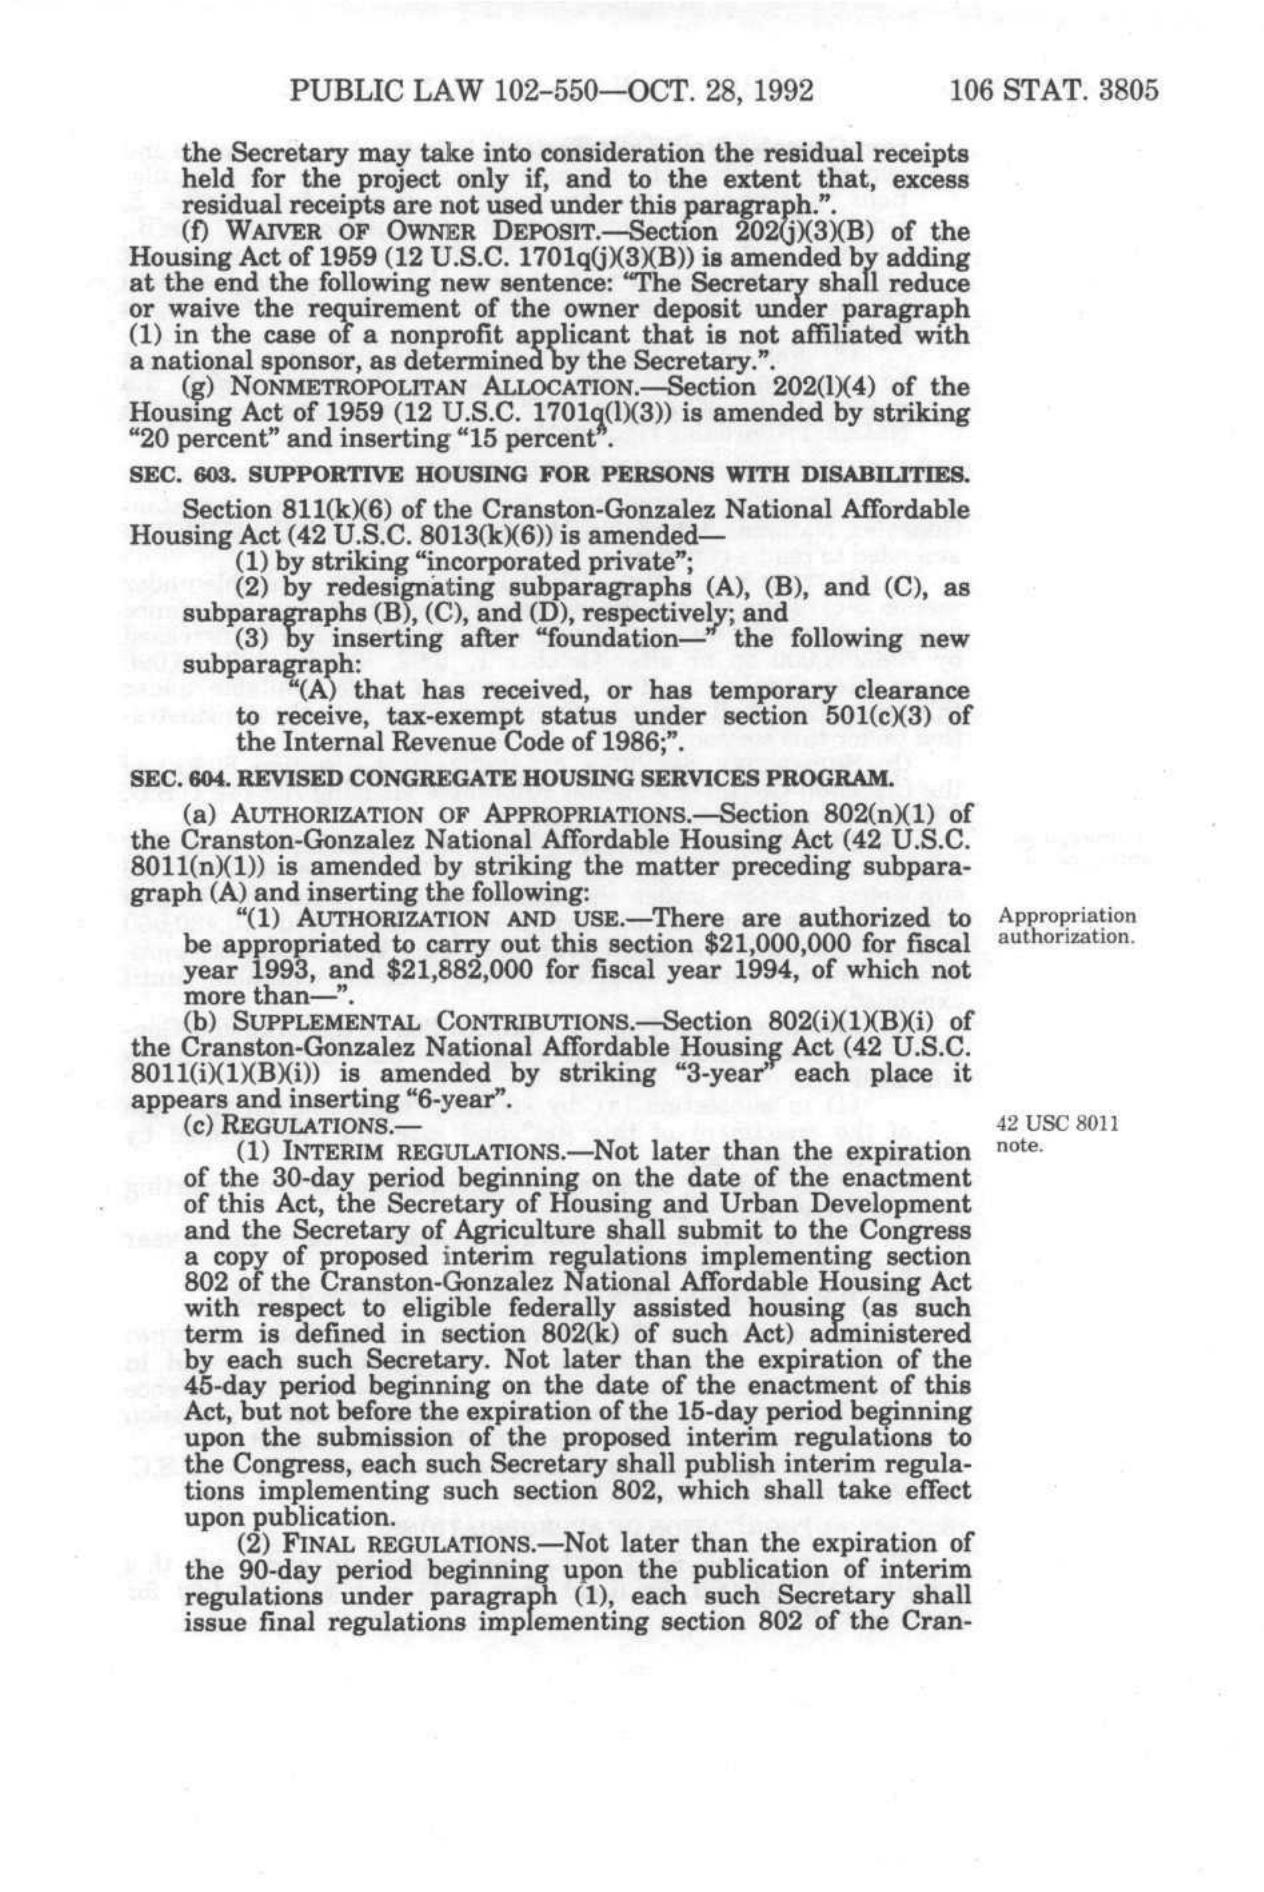 PUBLIC LAW 102–550—OCT. 28, 1992 106 STAT. 3805
the Secretary may take into consideration the residual receipts
held for the project only if, and to the extent that, excess
residual receipts are not used under this paragraph.”.
(f) WAIVER OF OWNER DEPOSIT.—Section 202(j)(3)(B) of the
Housing Act of 1959 (12 U.S.C. 1701q(j)(3)(B)) is amended by adding
at the end the following new sentence: “The Secretary shall reduce
or waive the requirement of the owner deposit under paragraph
(1) in the case of a nonprofit applicant that is not affiliated with
a national sponsor, as determined by the Secretary.”.
(g) NONMETROPOLITAN ALLOCATION.—Section 202(l)(4) of the
Housing Act of 1959 (12 U.S.C. 1701q(l)(3)) is amended by striking
“20 percent” and inserting “15 percent”.
SEC. 603. SUPPORTIVE HOUSING FOR PERSONS WITH DISABILITIES.
Section 811(k)(6) of the Cranston-Gonzalez National Affordable
Housing Act (42 U.S.C. 8013(k)(6)) is amended—
(1) by striking “incorporated private”;
(2) by redesignating subparagraphs (A), (B), and (C), as
subparagraphs (B), (C), and (D), respectively; and
(3) by inserting after “foundation—” the following new
subparagraph:
“(A) that has received, or has temporary clearance
to receive, tax-exempt status under section 501(c)(3) of
the Internal Revenue Code of 1986;”.
SEC. 604. REVISED CONGREGATE HOUSING SERVICES PROGRAM.
(a) AUTHORIZATION OF APPROPRIATIONS.—Section 802(n)(1) of
the Cranston-Gonzalez National Affordable Housing Act (42 U.S.C.
8011(n)(1)) is amended by striking the matter preceding subpara-
graph (A) and inserting the following:
“(1) AUTHORIZATION AND USE.—There are authorized to
be appropriated to carry out this section $21,000,000 for fiscal
year 1993, and $21,882,000 for fiscal year 1994, of which not
more than—”.
Appropriation
authorization.
(b) SUPPLEMENTAL CONTRIBUTIONS.—Section 802(i)(1)(B)(i) of
the Cranston-Gonzalez National Affordable Housing Act (42 U.S.C.
8011(i)(1)(B)(i)) is amended by striking “3-year” each place it
appears and inserting “6-year”.
(c) REGULATIONS.—
42 USC 8011
note.
(1) INTERIM REGULATIONS.—Not later than the expiration
of the 30-day period beginning on the date of the enactment
of this Act, the Secretary of Housing and Urban Development
and the Secretary of Agriculture shall submit to the Congress
a copy of proposed interim regulations implementing section
802 of the Cranston-Gonzalez National Affordable Housing Act
with respect to eligible federally assisted housing (as such
term is defined in section 802(k) of such Act) administered
by each such Secretary. Not later than the expiration of the
45-day period beginning on the date of the enactment of this
Act, but not before the expiration of the 15-day period beginning
upon the submission of the proposed interim regulations to
the Congress, each such Secretary shall publish interim regula-
tions implementing such section 802, which shall take effect
upon publication.
(2) FINAL REGULATIONS.—Not later than the expiration of
the 90-day period beginning upon the publication of interim
regulations under paragraph (1), each such Secretary shall
issue final regulations implementing section 802 of the Cran-